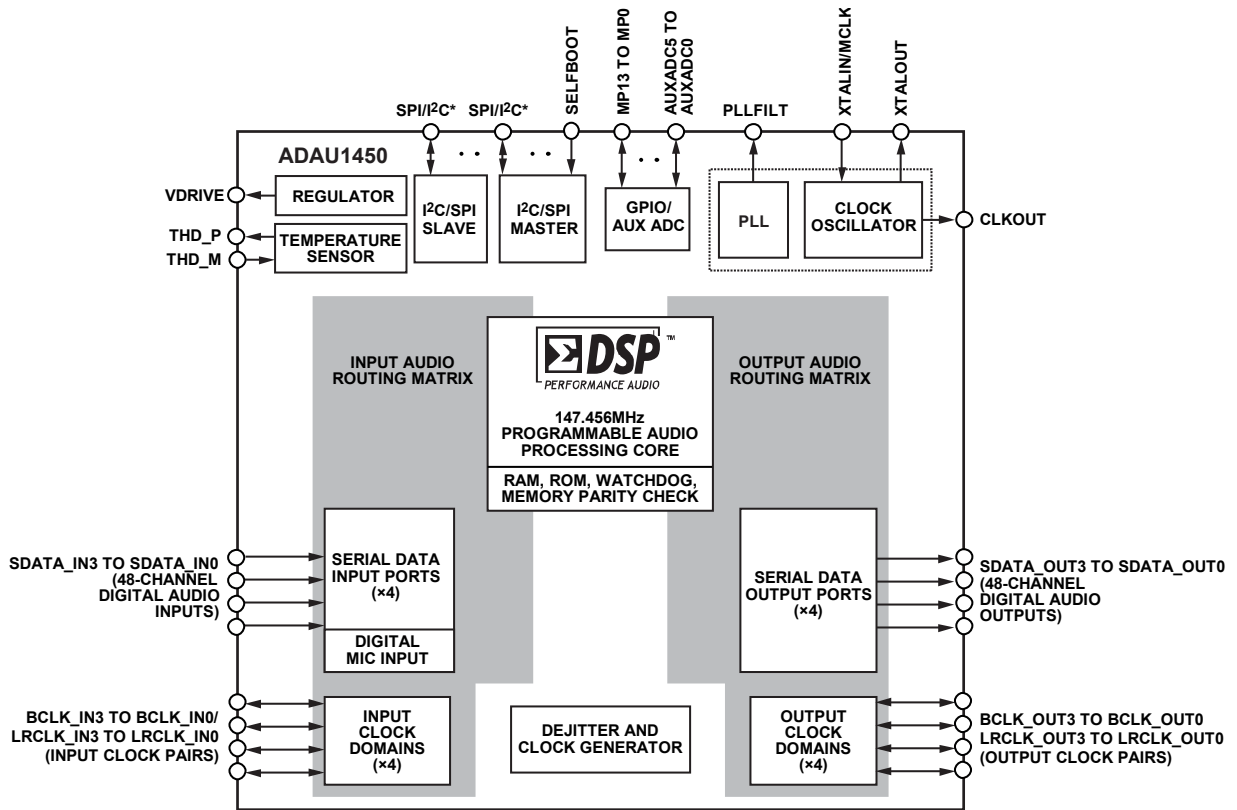 SPI/I²C*
SPI/I²C*
SELFBOOT
MP13 TO MP0
AUXADC5 TO
AUXADC0
PLLFILT
XTALIN/MCLK
XTALOUT
ADAU1450
VDRIVE
REGULATOR
THD_P
THD_M
TEMPERATURE
SENSOR
I²C/SPI
SLAVE
I²C/SPI
MASTER
GPIO/
AUX ADC
PLL
CLOCK
OSCILLATOR
CLKOUT
INPUT AUDIO
ROUTING MATRIX
ΣDSP™
PERFORMANCE AUDIO
147.456MHz
PROGRAMMABLE AUDIO
PROCESSING CORE
RAM, ROM, WATCHDOG,
MEMORY PARITY CHECK
OUTPUT AUDIO
ROUTING MATRIX
SDATA_IN3 TO SDATA_IN0
(48-CHANNEL
DIGITAL AUDIO
INPUTS)
SERIAL DATA
INPUT PORTS
(×4)
DIGITAL
MIC INPUT
SERIAL DATA
OUTPUT PORTS
(×4)
SDATA_OUT3 TO SDATA_OUT0
(48-CHANNEL
DIGITAL AUDIO
OUTPUTS)
BCLK_IN3 TO BCLK_IN0/
LRCLK_IN3 TO LRCLK_IN0
(INPUT CLOCK PAIRS)
INPUT
CLOCK
DOMAINS
(×4)
DEJITTER AND
CLOCK GENERATOR
OUTPUT
CLOCK
DOMAINS
(×4)
BCLK_OUT3 TO BCLK_OUT0
LRCLK_OUT3 TO LRCLK_OUT0
(OUTPUT CLOCK PAIRS)